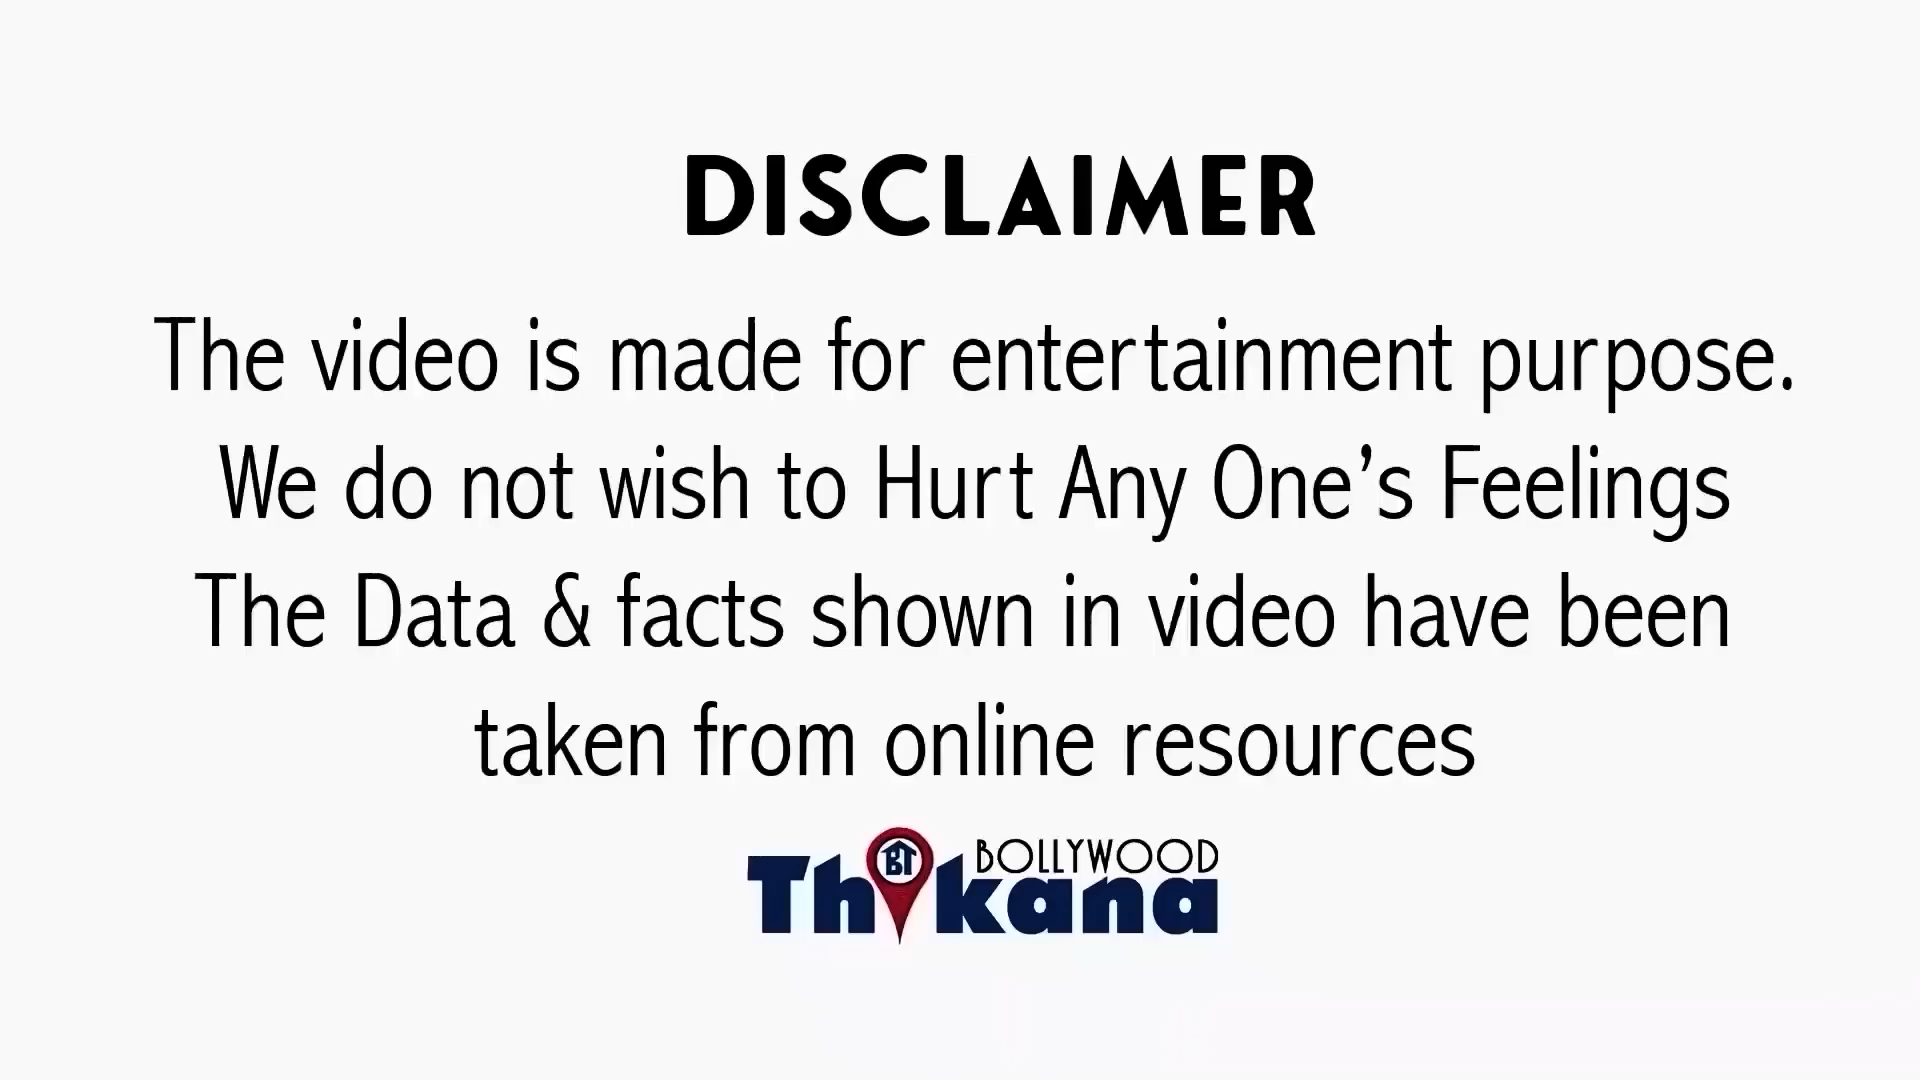 DISCLAIMER
The video is made for entertainment purpose.
We do not wish to Hurt Any One’s Feelings
The Data & facts shown in video have been
taken from online resources
BOLLYWOOD
BT
Thikana